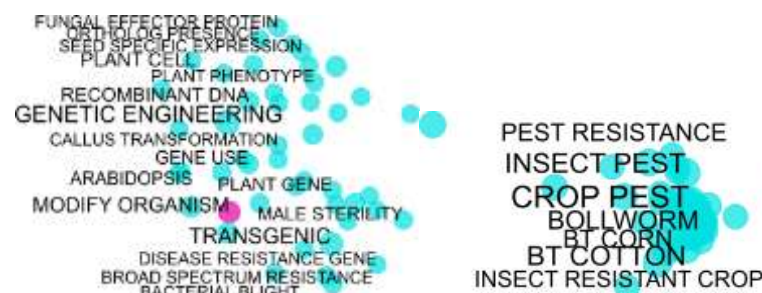 FUNGAL EFFECTOR PROTEIN
ORTHOLOG PRESENCE
SEED SPECIFIC EXPRESSION
PLANT CELL
PLANT PHENOTYPE
RECOMBINANT DNA
GENETIC ENGINEERING
CALLUS TRANSFORMATION
GENE USE
ARABIDOPSIS
PLANT GENE
MODIFY ORGANISM
MALE STERILITY
TRANSGENIC
DISEASE RESISTANCE GENE
BROAD SPECTRUM RESISTANCE
BACTERIAL BLIGHT
PEST RESISTANCE
INSECT PEST
CROP PEST
BOLLWORM
BT CORN
BT COTTON
INSECT RESISTANT CROP